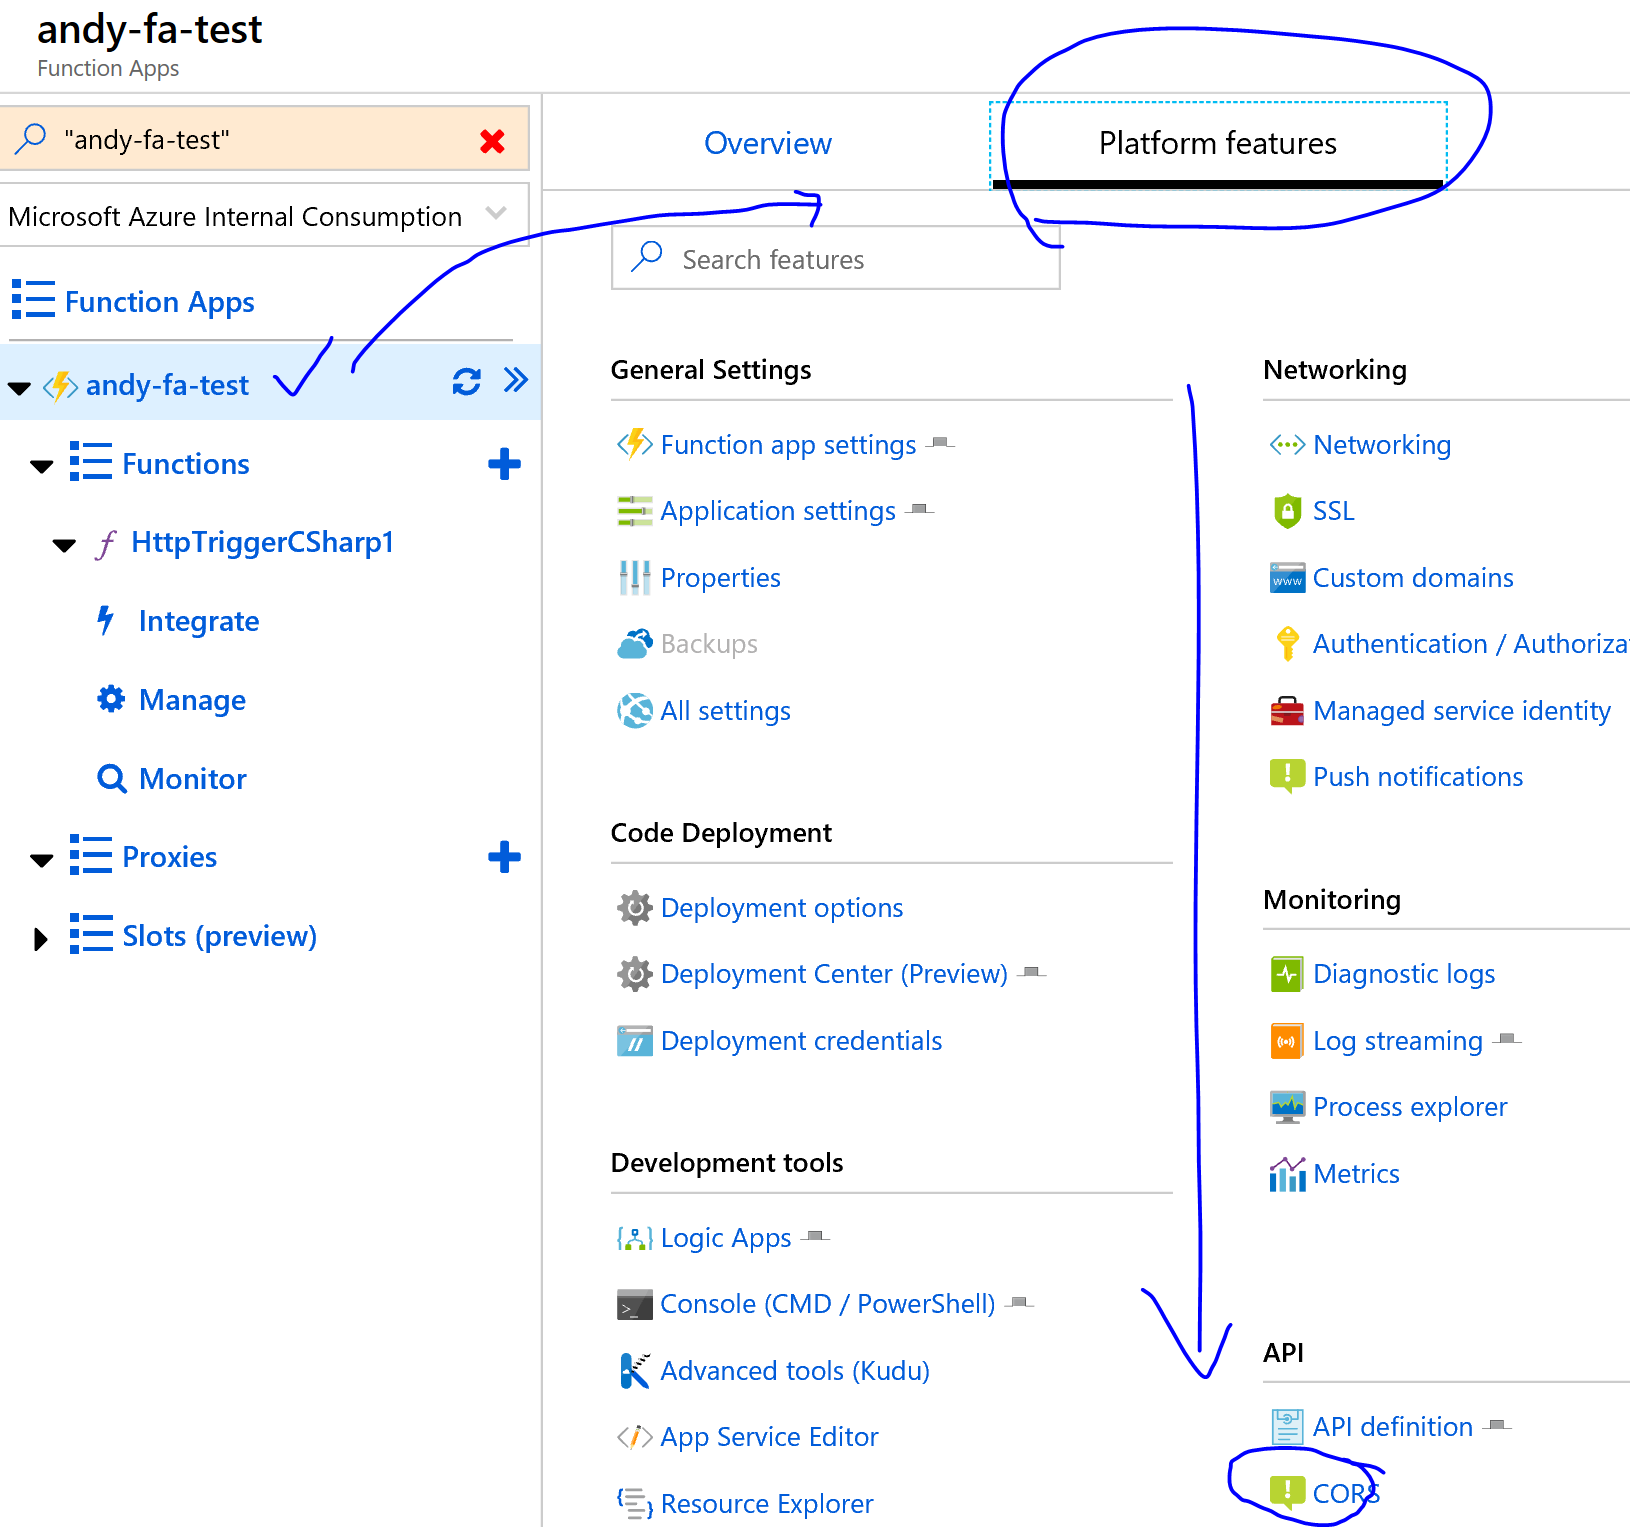 andy-fa-test
Function Apps
"andy-fa-test"
Microsoft Azure Internal Consumption
Function Apps
andy-fa-test
Functions
HttpTriggerCSharp1
Integrate
Manage
Monitor
Proxies
Slots (preview)
Overview
Platform features
Search features
General Settings
Function app settings
Application settings
Properties
Backups
All settings
Code Deployment
Deployment options
Deployment Center (Preview)
Deployment credentials
Development tools
Logic Apps
Console (CMD / PowerShell)
Advanced tools (Kudu)
App Service Editor
Resource Explorer
Networking
Networking
SSL
www
Custom domains
Authentication / Authoriza
Managed service identity
Push notifications
Monitoring
Diagnostic logs
Log streaming
Process explorer
Metrics
API
API definition
CORS